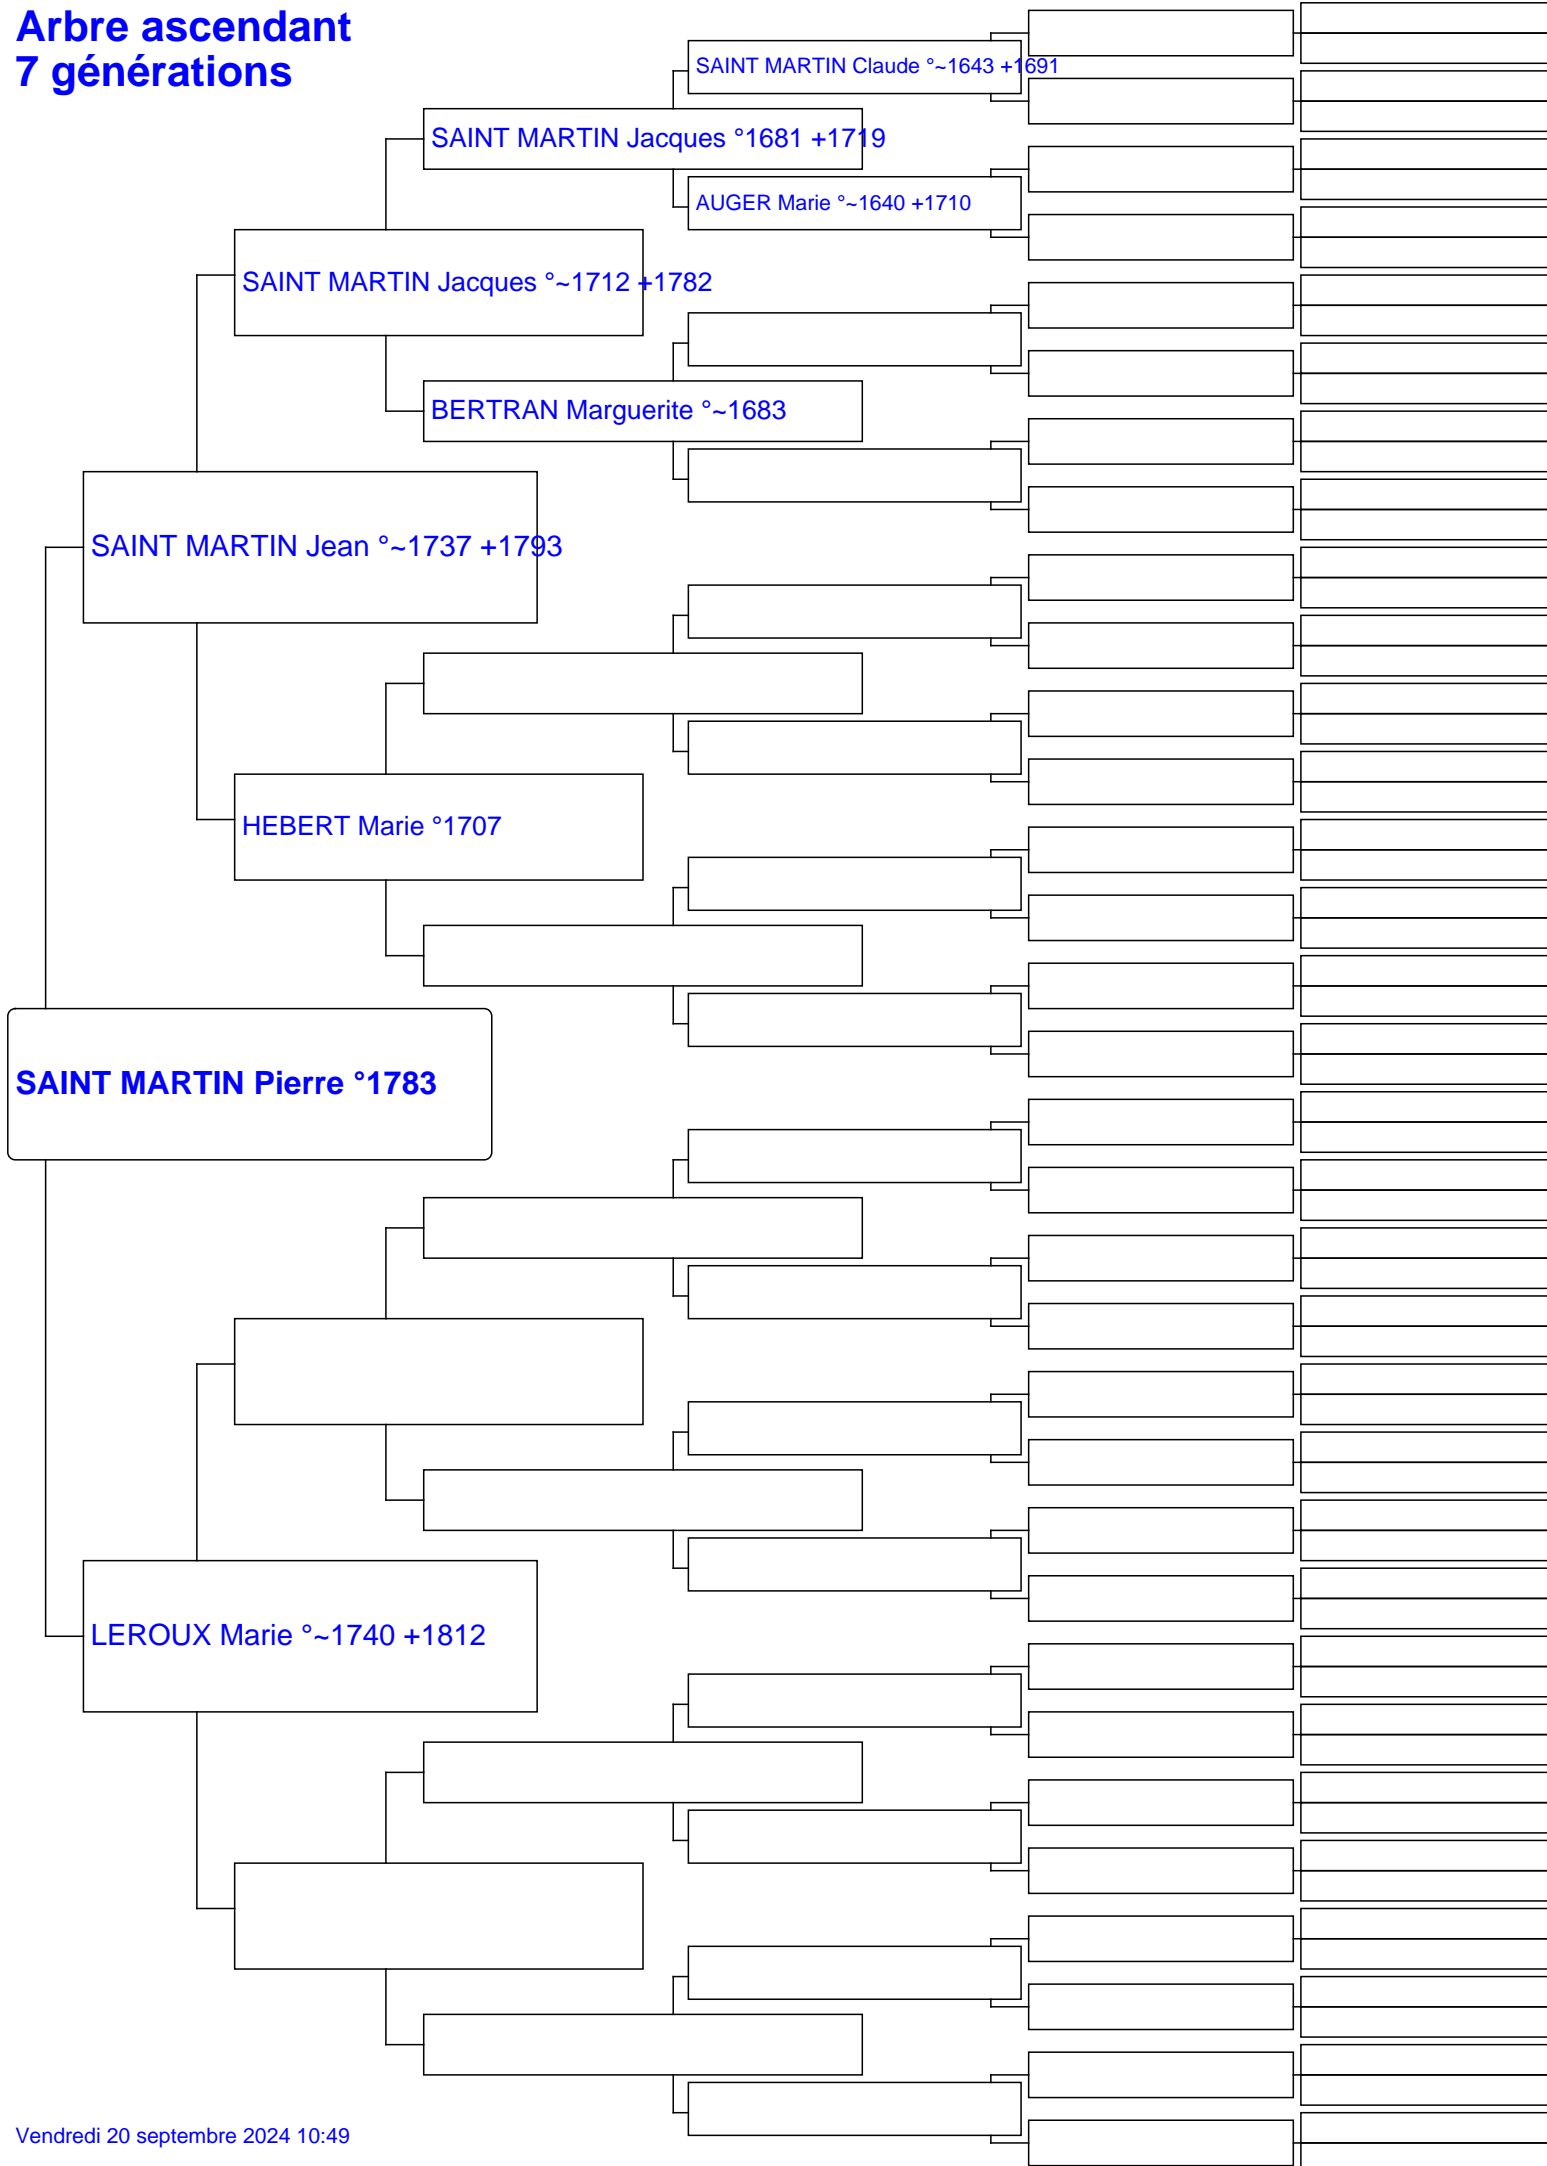 Arbre ascendant
7 générations
SAINT MARTIN Claude °~1643 +1691
SAINT MARTIN Jacques °1681 +1719
AUGER Marie °~1640 +1710
SAINT MARTIN Jacques °~1712 +1782
BERTRAN Marguerite °~1683
SAINT MARTIN Jean °~1737 +1793
HEBERT Marie °1707
SAINT MARTIN Pierre °1783
LEROUX Marie °~1740 +1812
Vendredi 20 septembre 2024 10:49